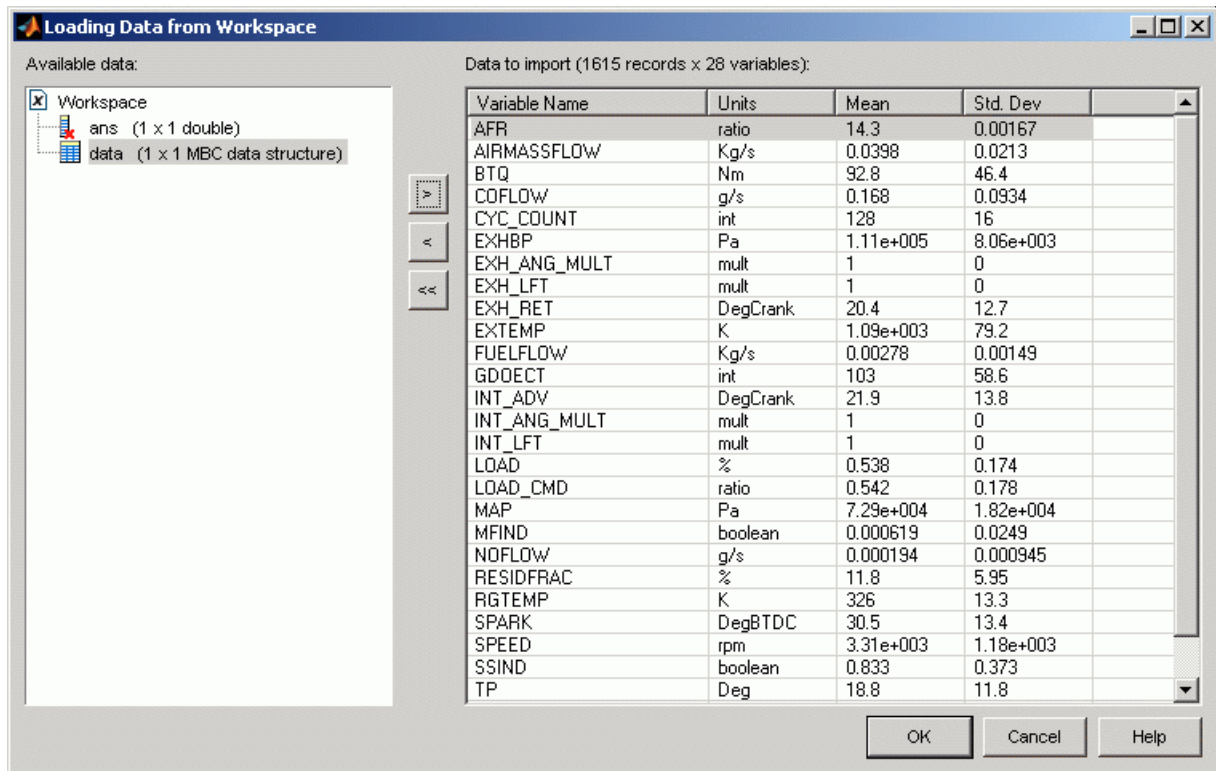 Loading Data from Workspace
Available data:
Data to import (1615 records x 28 variables):
Workspace
ans (1 x 1 double)
data (1 x 1 MBC data structure)
>
<
<<
Variable Name Units Mean Std. Dev
AFR ratio 14.3 0.00167
AIRMASSFLOW Kg/s 0.0398 0.0213
BTQ Nm 92.8 46.4
COFLOW g/s 0.168 0.0934
CYC_COUNT int 128 16
EXHBP Pa 1.11e+005 8.06e+003
EXH_ANG_MULT mult 1 0
EXH_LFT mult 1 0
EXH_RET DegCrank 20.4 12.7
EXTEMP K 1.09e+003 79.2
FUELFLOW Kg/s 0.00278 0.00149
GDOECT int 103 58.6
INT_ADV DegCrank 21.9 13.8
INT_ANG_MULT mult 1 0
INT_LFT mult 1 0
LOAD % 0.538 0.174
LOAD_CMD ratio 0.542 0.178
MAP Pa 7.29e+004 1.82e+004
MFIND boolean 0.000619 0.0249
NOFLOW g/s 0.000194 0.000945
RESIDFRAC % 11.8 5.95
RGTEMP K 326 13.3
SPARK DegBTDC 30.5 13.4
SPEED rpm 3.31e+003 1.18e+003
SSIND boolean 0.833 0.373
TP Deg 18.8 11.8
OK Cancel Help